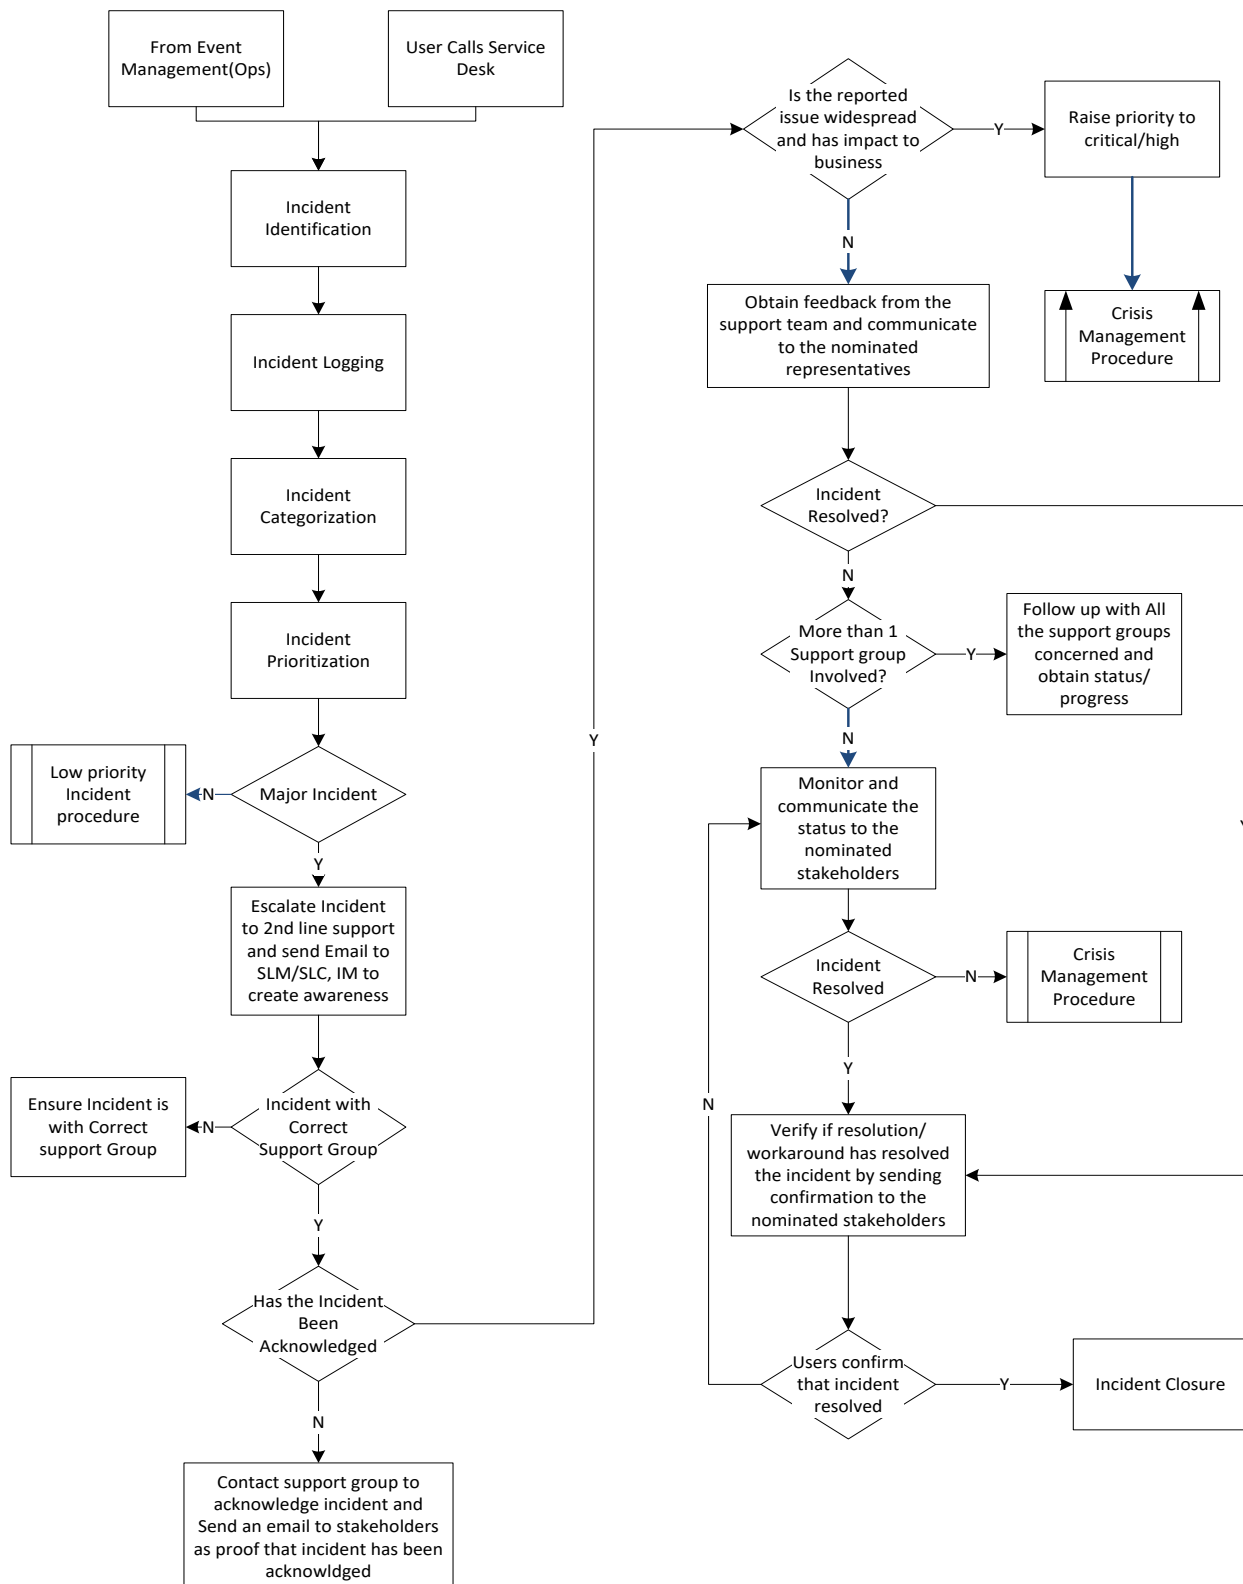 From Event
Management(Ops)
User Calls Service
Desk
Incident
Identification
Incident Logging
Incident
Categorization
Incident
Prioritization
Major Incident
N
Low priority
Incident
procedure
Y
Escalate Incident
to 2nd line support
and send Email to
SLM/SLC, IM to
create awareness
Incident with
Correct
Support Group
N
Ensure Incident is
with Correct
support Group
Y
Has the Incident
Been
Acknowledged
Y
N
Contact support group to
acknowledge incident and
Send an email to stakeholders
as proof that incident has been
acknowldged
Is the reported
issue widespread
and has impact to
business
Y
Raise priority to
critical/high
Crisis
Management
Procedure
N
Obtain feedback from the
support team and communicate
to the nominated
representatives
Incident
Resolved?
Y
N
More than 1
Support group
Involved?
Y
Follow up with All
the support groups
concerned and
obtain status/
progress
N
Monitor and
communicate the
status to the
nominated
stakeholders
Incident
Resolved
N
Crisis
Management
Procedure
Y
Verify if resolution/
workaround has resolved
the incident by sending
confirmation to the
nominated stakeholders
Users confirm
that incident
resolved
N
Y
Incident Closure